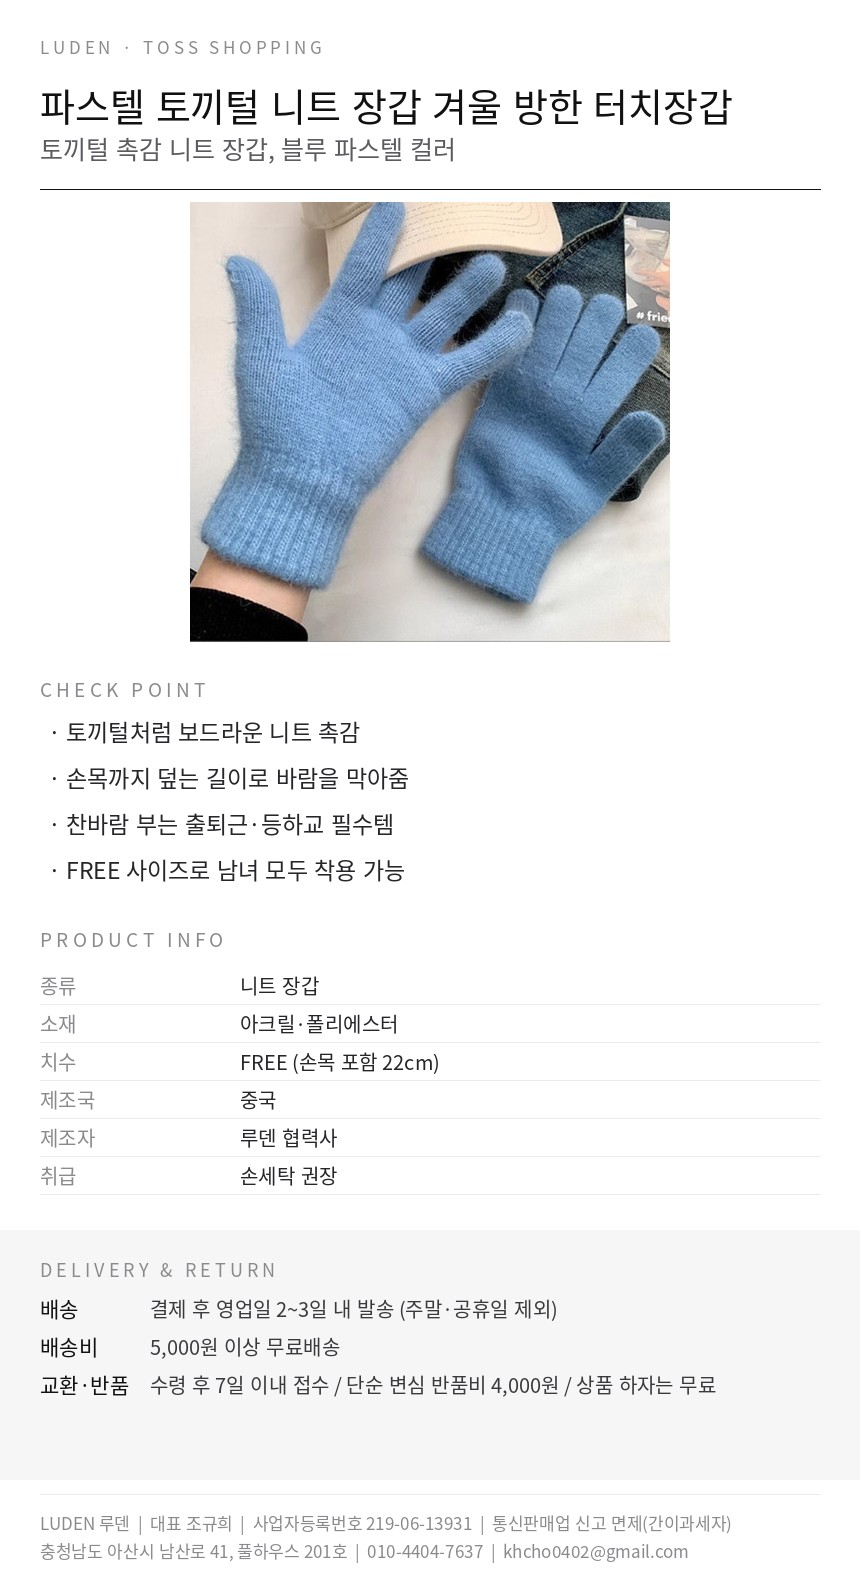 LUDEN · TOSS SHOPPING
파스텔 토끼털 니트 장갑 겨울 방한 터치장갑
토끼털 촉감 니트 장갑, 블루 파스텔 컬러
# frie
CHECK POINT
· 토끼털처럼 보드라운 니트 촉감
· 손목까지 덮는 길이로 바람을 막아줌
· 찬바람 부는 출퇴근·등하교 필수템
· FREE 사이즈로 남녀 모두 착용 가능
PRODUCT INFO
종류 니트 장갑
소재 아크릴·폴리에스터
치수 FREE (손목 포함 22cm)
제조국 중국
제조자 루덴 협력사
취급 손세탁 권장
DELIVERY & RETURN
배송 결제 후 영업일 2~3일 내 발송 (주말·공휴일 제외)
배송비 5,000원 이상 무료배송
교환·반품 수령 후 7일 이내 접수 / 단순 변심 반품비 4,000원 / 상품 하자는 무료
LUDEN 루덴 | 대표 조규희 | 사업자등록번호 219-06-13931 | 통신판매업 신고 면제(간이과세자)
충청남도 아산시 남산로 41, 풀하우스 201호 | 010-4404-7637 | khcho0402@gmail.com